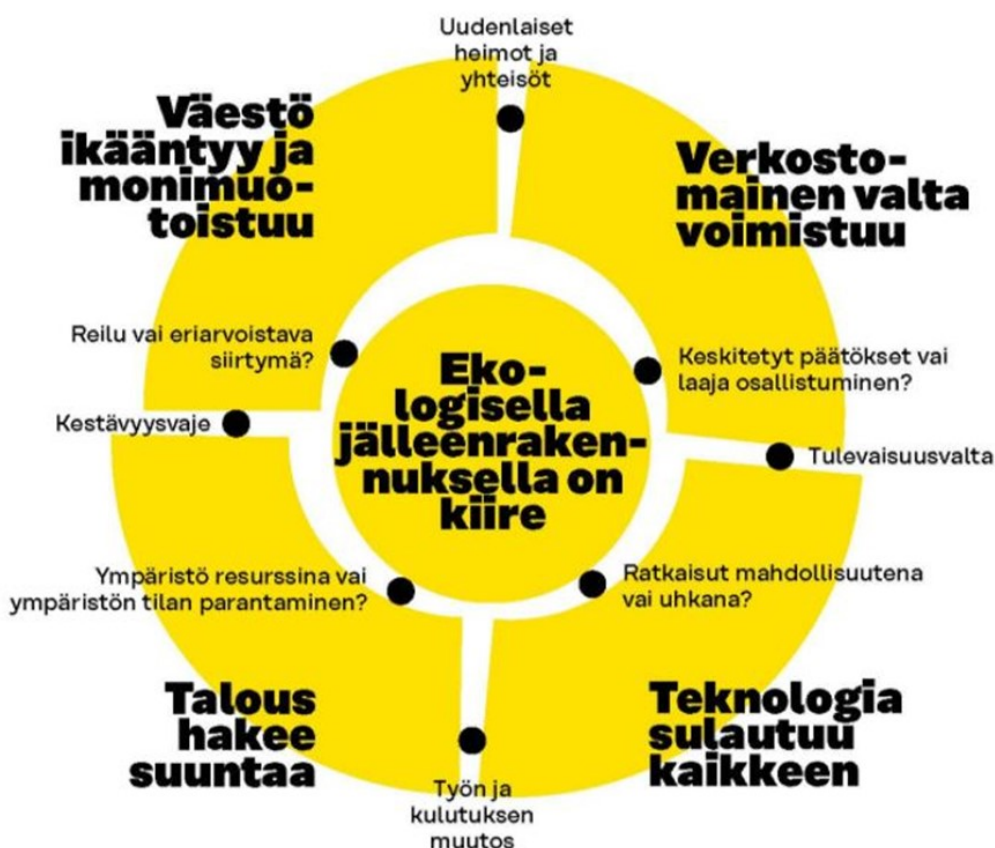 Uudenlaiset
heimot ja
yhteisöt
Väestö
ikääntyy ja
monimuo-
toistuu
Verkosto-
mainen valta
voimistuu
Reilu vai eriarvoistava
siirtymä?
Keskitetyt päätökset vai
laaja osallistuminen?
Eko-
logisella
jälleenraken-
nuksella on
kiire
Kestävyysvaje
Tulevaisuusvalta
Ympäristö resurssina vai
ympäristön tilan parantaminen?
Ratkaisut mahdollisuutena
vai uhkana?
Talous
hakee
suuntaa
Teknologia
sulautuu
kaikkeen
Työn ja
kulutuksen
muutos